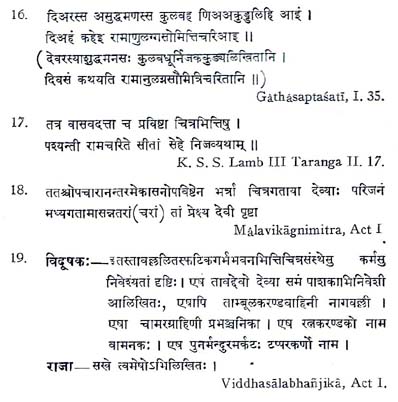 16. दिअरस्स असुद्धमणस्स कुलवहू णिअअकुड्डलिहि आइं ।
दिअहं कहेइ रामाणुलग्गसोमित्तिचरिआइ ॥
( देवरस्याशुद्धमनसः कुलवधूर्निजककुड्यलिखितानि ।
दिवसं कथयति रामानुलग्नसौमित्रिचरितानि ॥)
Gāthāsaptaśatī, I. 35.
17. तत्र वासवदत्ता च प्रविष्टा चित्रभित्तिषु ।
पश्यन्ती रामचरिते सीतां सेहे निजव्यथाम् ॥
K. S. S. Lamb III Taranga II. 17.
18. ततश्चोपचारानन्तरमेकासनोपविष्टेन भर्त्रा चित्रगताया देव्याः परिजनं
मध्यगतामासन्नतरां(चरां) तां प्रेक्ष्य देवी पृष्टा
Mālavikāgnimitra, Act I
19. विदूषकः—इतस्तावल्ललितस्फटिकगर्भभवनभित्तिचित्रसंस्थेसु कर्मसु
निवेश्यतां दृष्टिः। एष तावद्देवो देव्या समं पाशकाभिनिवेशी
आलिखितः, एषापि ताम्बूलकरण्डवाहिनी नागवल्ली ।
एषा चामरग्राहिणी प्रभञ्चनिका । एष रत्नकरण्डको नाम
वामनकः । एष पुनर्मन्दुरमर्कटः टप्परकर्णो नाम ।
राजा— सखे त्वमेपोऽभिलिखितः ।
Viddhasālabhañjikā, Act I.